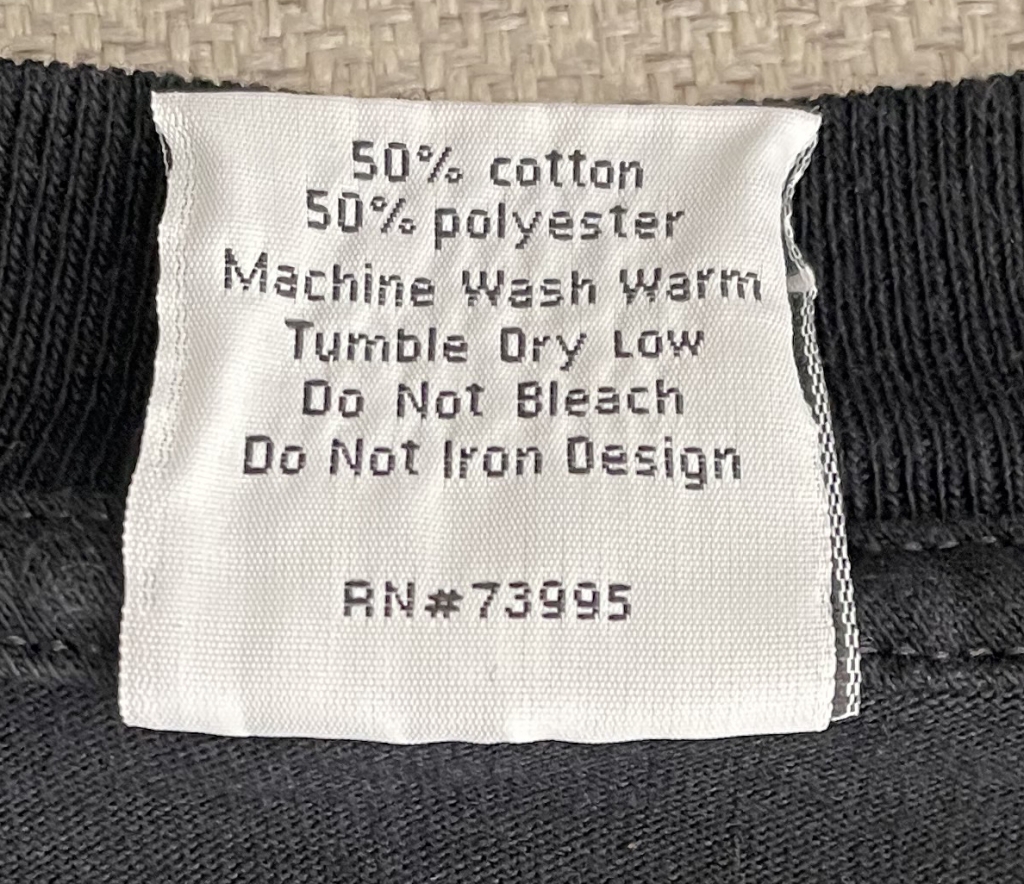 50% cotton
50% polyester
Machine Wash Warm
Tumble Dry Low
Do Not Bleach
Do Not Iron Design
RN#73995